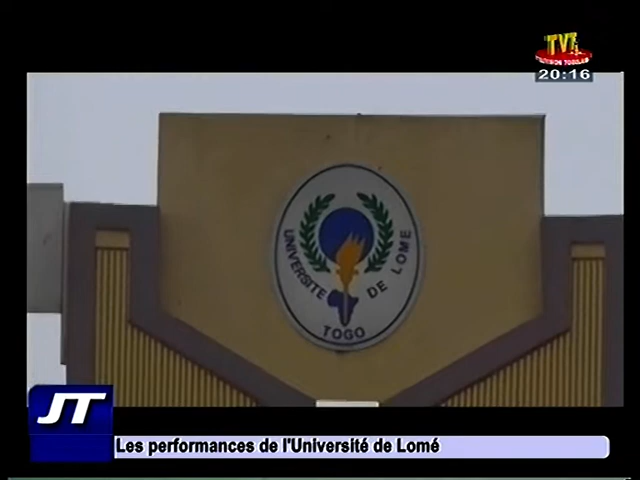 TVT
TELEVISION TOGOLAISE
20:16
UNIVERSITE DE LOME
TOGO
JT
Les performances de l'Université de Lomé